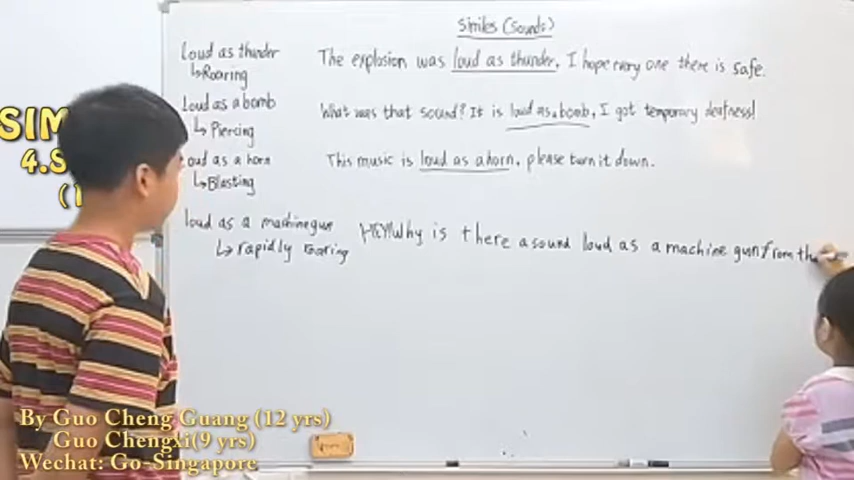 Similes (Sounds)
Loud as thunder
↳Roaring
The explosion was loud as thunder, I hope every one there is safe.
Loud as a bomb
↳ Piercing
What was that sound? It is loud as a bomb, I got temporary deafness!
oud as a horn
↳Blasting
This music is loud as a horn, please turn it down.
loud as a machinegun
↳ rapidly roaring
HEY!Why is there a sound loud as a machine gun from th
SIM
4.S
(1
By Guo Cheng Guang (12 yrs)
Guo Chengxi(9 yrs)
Wechat: Go-Singapore